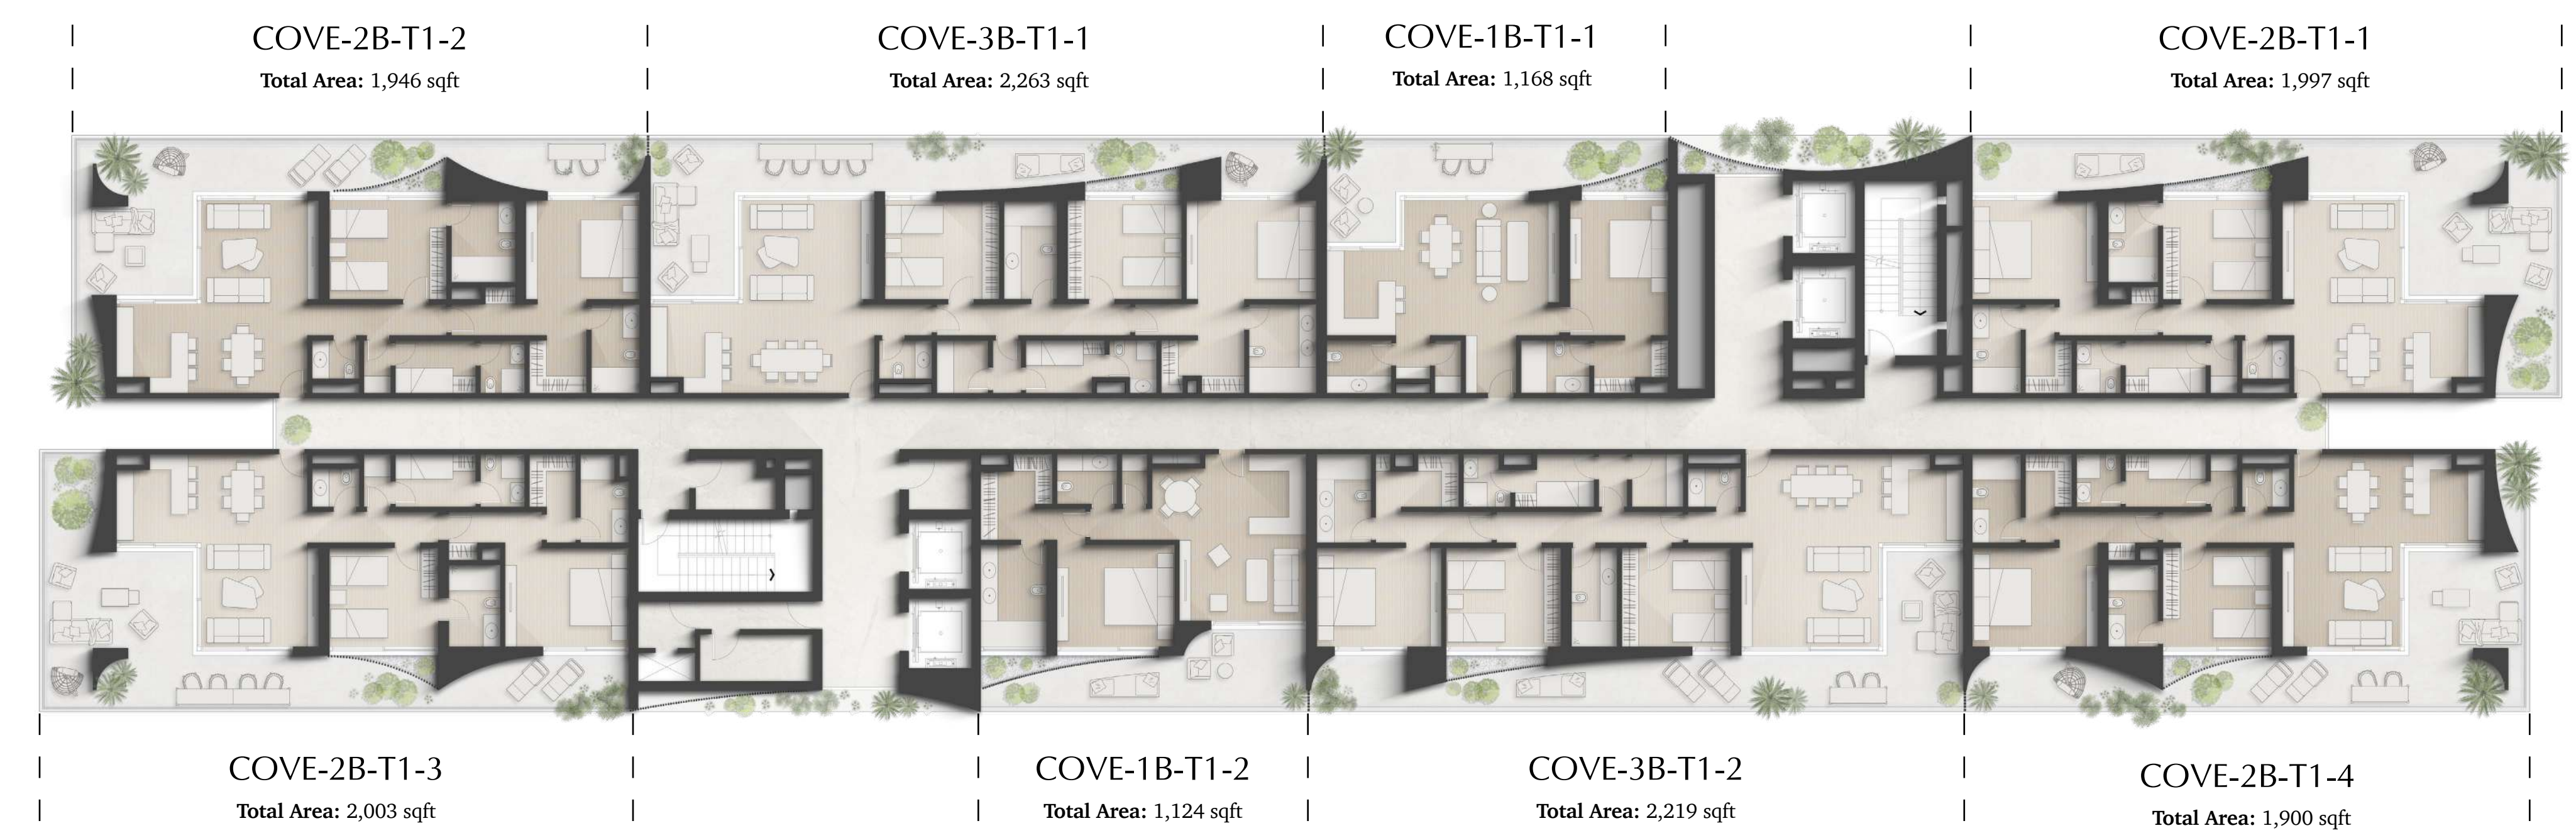 COVE-2B-T1-2
Total Area: 1,946 sqft
COVE-3B-T1-1
Total Area: 2,263 sqft
COVE-1B-T1-1
Total Area: 1,168 sqft
COVE-2B-T1-1
Total Area: 1,997 sqft
COVE-2B-T1-3
Total Area: 2,003 sqft
COVE-1B-T1-2
Total Area: 1,124 sqft
COVE-3B-T1-2
Total Area: 2,219 sqft
COVE-2B-T1-4
Total Area: 1,900 sqft